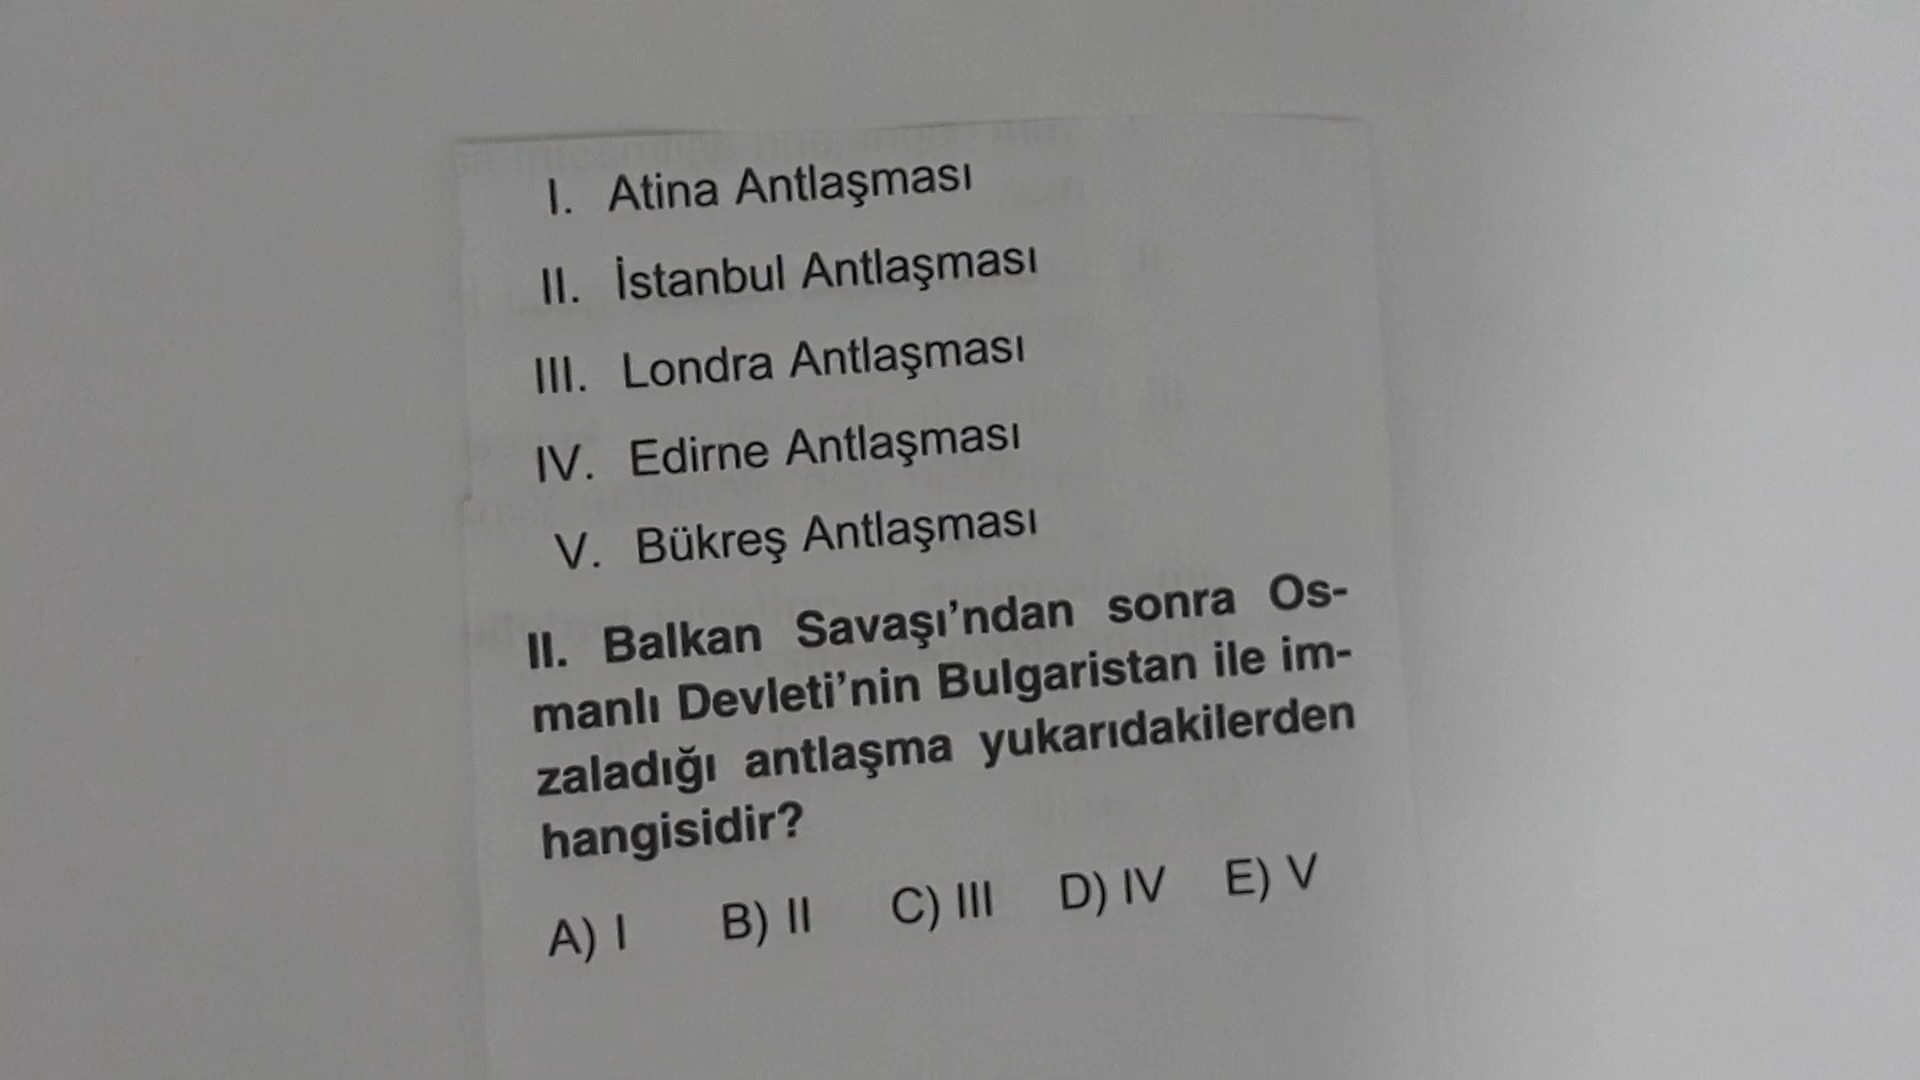 I. Atina Antlaşması
II. İstanbul Antlaşması
III. Londra Antlaşması
IV. Edirne Antlaşması
V. Bükreş Antlaşması
II. Balkan Savaşı'ndan sonra Os-
manlı Devleti'nin Bulgaristan ile im-
zaladığı antlaşma yukarıdakilerden
hangisidir?
A) I B) II C) III D) IV E) V